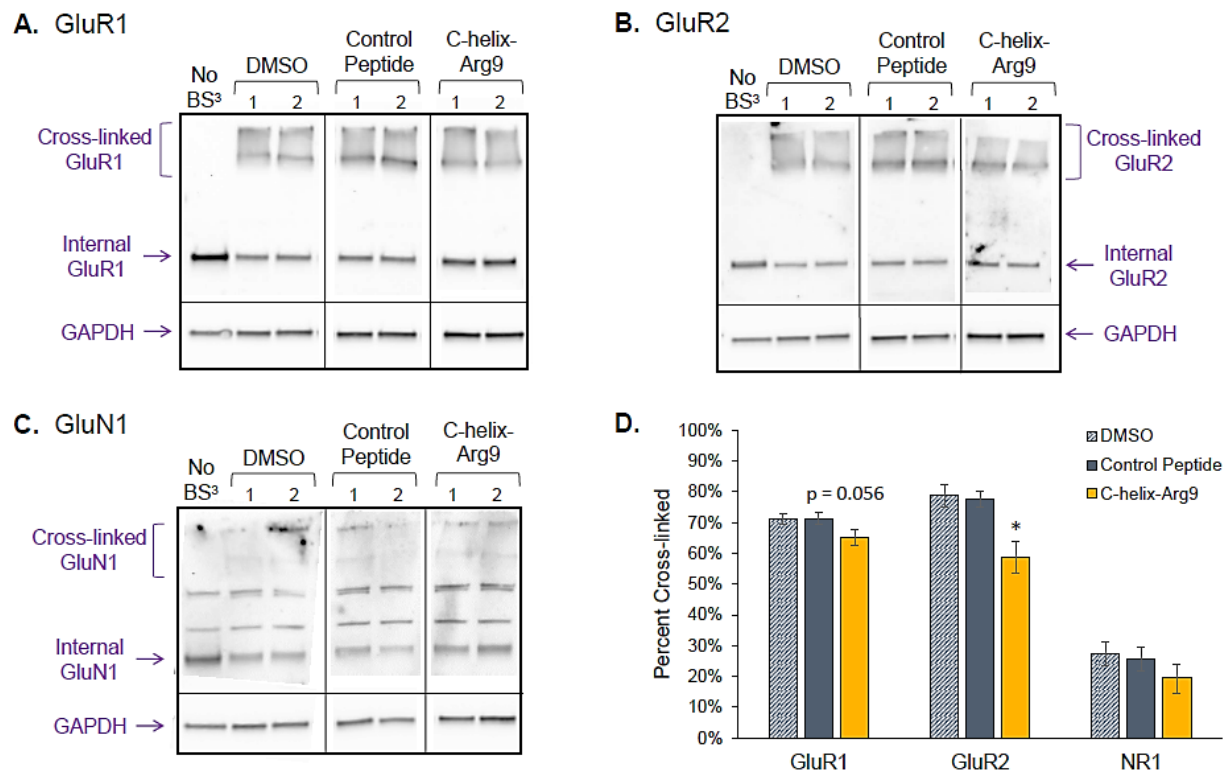 A. GluR1
No
BS³
DMSO
Control
Peptide
C-helix-
Arg9
1 2 1 2 1 2
Cross-linked
GluR1
Internal
GluR1
GAPDH
B. GluR2
No
BS³
DMSO
Control
Peptide
C-helix-
Arg9
1 2 1 2 1 2
Cross-linked
GluR2
Internal
GluR2
GAPDH
C. GluN1
No
BS³
DMSO
Control
Peptide
C-helix-
Arg9
1 2 1 2 1 2
Cross-linked
GluN1
Internal
GluN1
GAPDH
D.
Percent Cross-linked
100%
90%
80%
70%
60%
50%
40%
30%
20%
10%
0%
DMSO
Control Peptide
C-helix-Arg9
p = 0.056
*
GluR1 GluR2 NR1